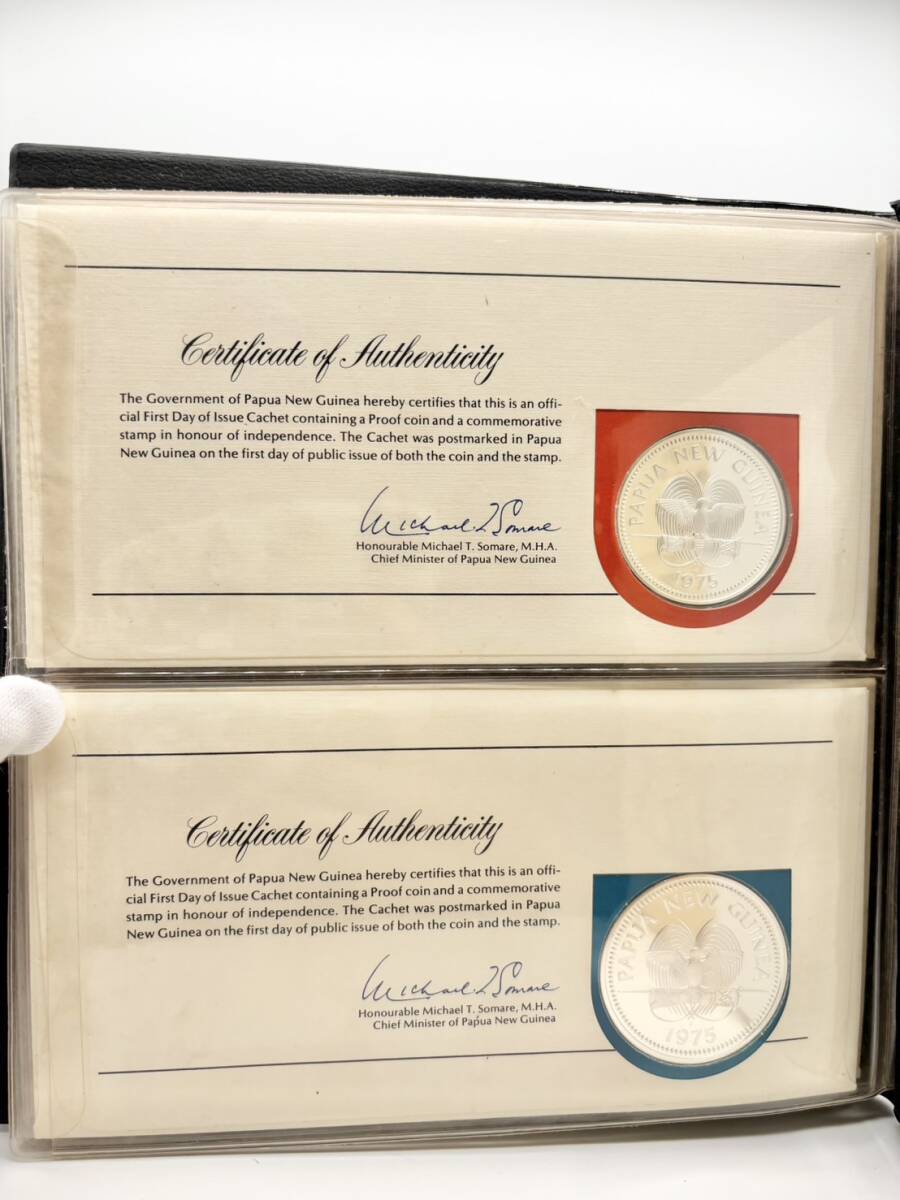 Certificate of Authenticity
The Government of Papua New Guinea hereby certifies that this is an offi-
cial First Day of Issue Cachet containing a Proof coin and a commemorative
stamp in honour of independence. The Cachet was postmarked in Papua
New Guinea on the first day of public issue of both the coin and the stamp.
Michael T Somare
Honourable Michael T. Somare, M.H.A.
Chief Minister of Papua New Guinea
PAPUA NEW GUINEA
1975
Certificate of Authenticity
The Government of Papua New Guinea hereby certifies that this is an offi-
cial First Day of Issue Cachet containing a Proof coin and a commemorative
stamp in honour of independence. The Cachet was postmarked in Papua
New Guinea on the first day of public issue of both the coin and the stamp.
Michael T Somare
Honourable Michael T. Somare, M.H.A.
Chief Minister of Papua New Guinea
PAPUA NEW GUINEA
1975